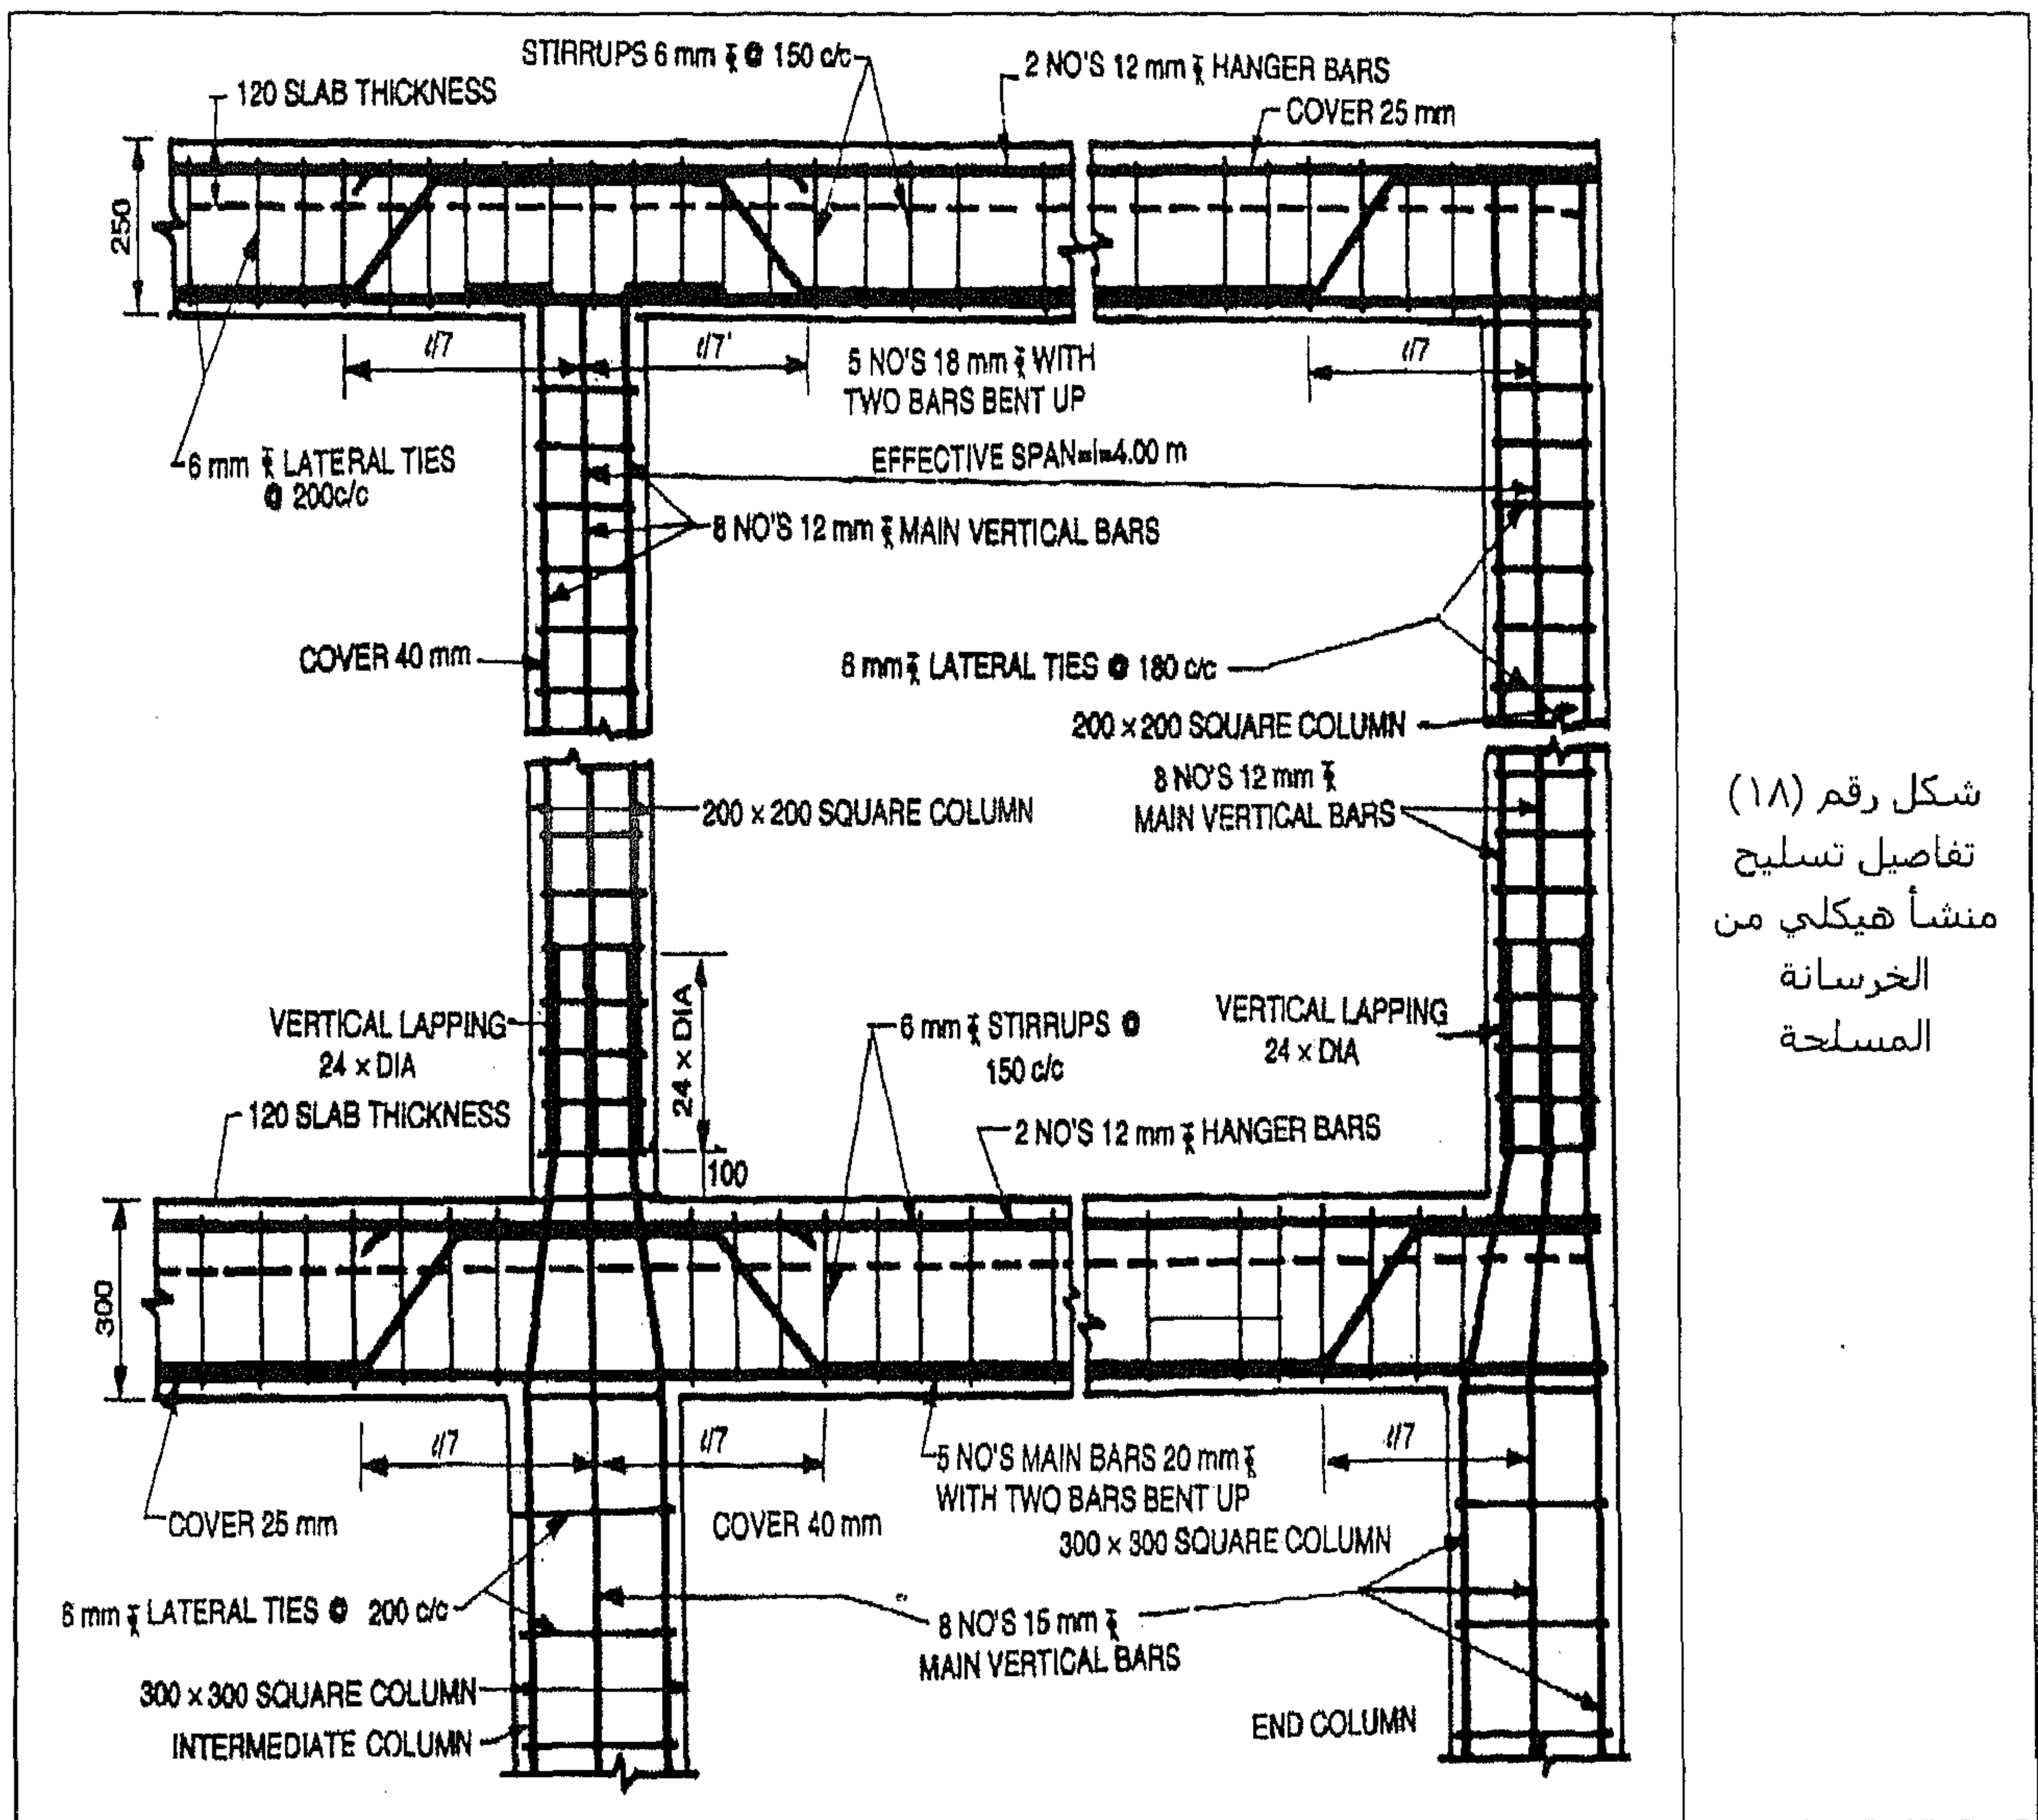 STIRRUPS 6 mm @ 150 c/c
2 NO'S 12 mm HANGER BARS
120 SLAB THICKNESS
COVER 25 mm
250
l/7
l/7'
l/7
5 NO'S 18 mm WITH
TWO BARS BENT UP
6 mm LATERAL TIES
@ 200c/c
EFFECTIVE SPAN=l=4.00 m
8 NO'S 12 mm MAIN VERTICAL BARS
COVER 40 mm
6 mm LATERAL TIES @ 180 c/c
200 × 200 SQUARE COLUMN
8 NO'S 12 mm
MAIN VERTICAL BARS
200 × 200 SQUARE COLUMN
شكل رقم (١٨)
تفاصيل تسليح
منشأ هيكلي من
الخرسانة
المسلحة
VERTICAL LAPPING
24 × DIA
24 × DIA
6 mm STIRRUPS @
150 c/c
VERTICAL LAPPING
24 × DIA
120 SLAB THICKNESS
2 NO'S 12 mm HANGER BARS
100
300
l/7
l/7
l/7
5 NO'S MAIN BARS 20 mm
WITH TWO BARS BENT UP
COVER 25 mm
COVER 40 mm
300 × 300 SQUARE COLUMN
6 mm LATERAL TIES @ 200 c/c
8 NO'S 15 mm
MAIN VERTICAL BARS
300 × 300 SQUARE COLUMN
INTERMEDIATE COLUMN
END COLUMN